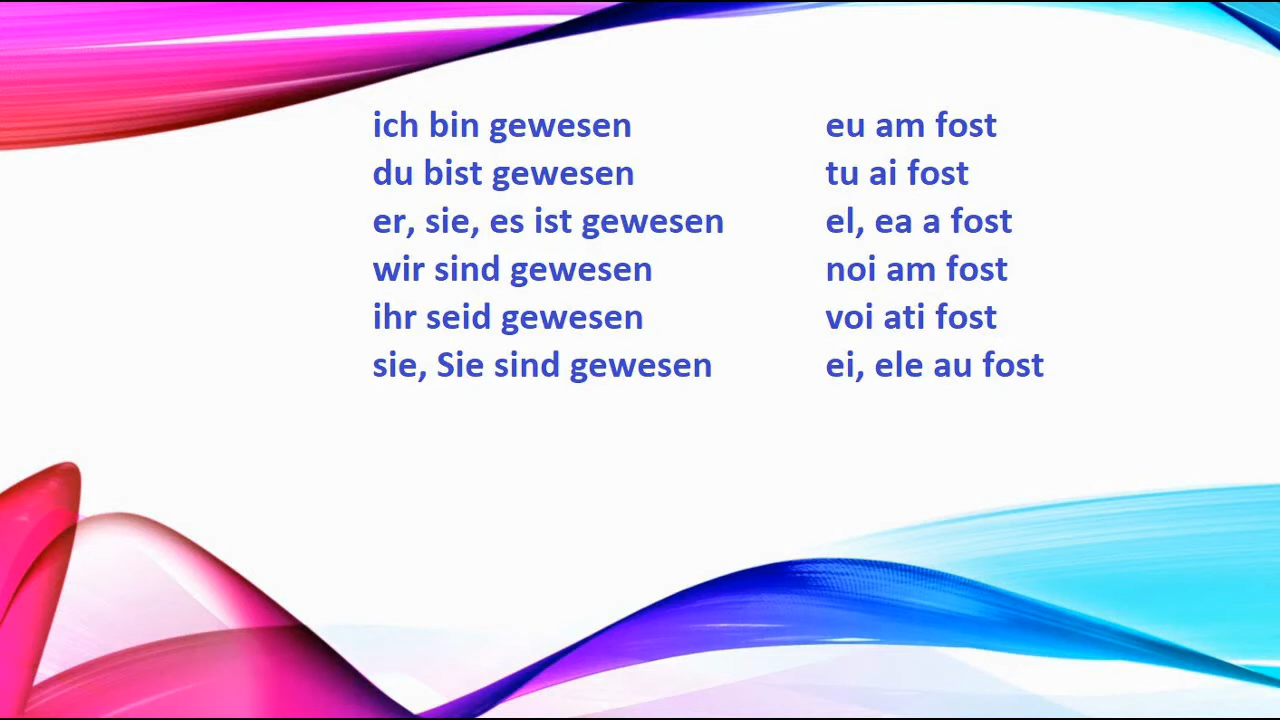 ich bin gewesen eu am fost
du bist gewesen tu ai fost
er, sie, es ist gewesen el, ea a fost
wir sind gewesen noi am fost
ihr seid gewesen voi ati fost
sie, Sie sind gewesen ei, ele au fost